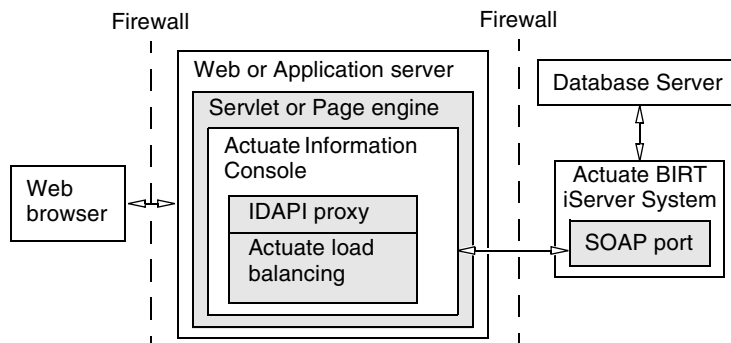 Firewall
Firewall
Web or Application server
Servlet or Page engine
Actuate Information
Console
IDAPI proxy
Actuate load
balancing
Web
browser
Database Server
Actuate BIRT
iServer System
SOAP port